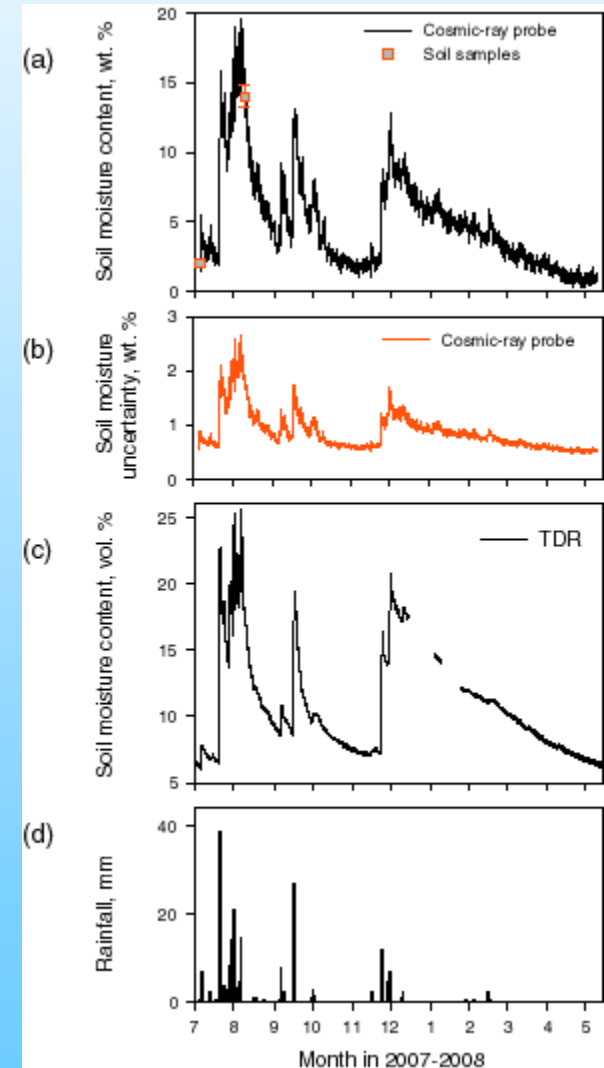 (a)
Soil moisture content, wt. %
20
15
10
5
0
Cosmic-ray probe
Soil samples
(b)
Soil moisture
uncertainty, wt. %
3
2
1
0
Cosmic-ray probe
(c)
Soil moisture content, vol. %
25
20
15
10
5
TDR
(d)
Rainfall, mm
40
20
0
7 8 9 10 11 12 1 2 3 4 5
Month in 2007-2008